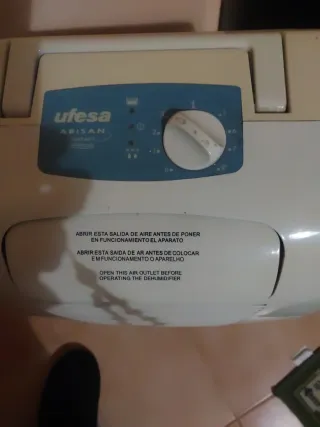 ufesa
ABRIR ESTA SALIDA DE AIRE ANTES DE PONER
EN FUNCIONAMIENTO EL APARATO
ABRIR ESTA SAIDA DE AR ANTES DE COLOCAR
EM FUNCIONAMENTO O APARELHO
OPEN THIS AIR OUTLET BEFORE
OPERATING THE DEHUMIDIFIER